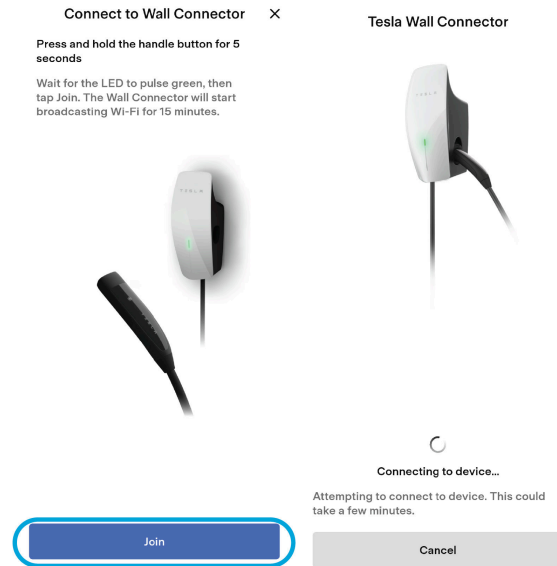 Connect to Wall Connector
Press and hold the handle button for 5
seconds
Wait for the LED to pulse green, then
tap Join. The Wall Connector will start
broadcasting Wi-Fi for 15 minutes.
TESLA
Join
Tesla Wall Connector
TESLA
Connecting to device...
Attempting to connect to device. This could
take a few minutes.
Cancel